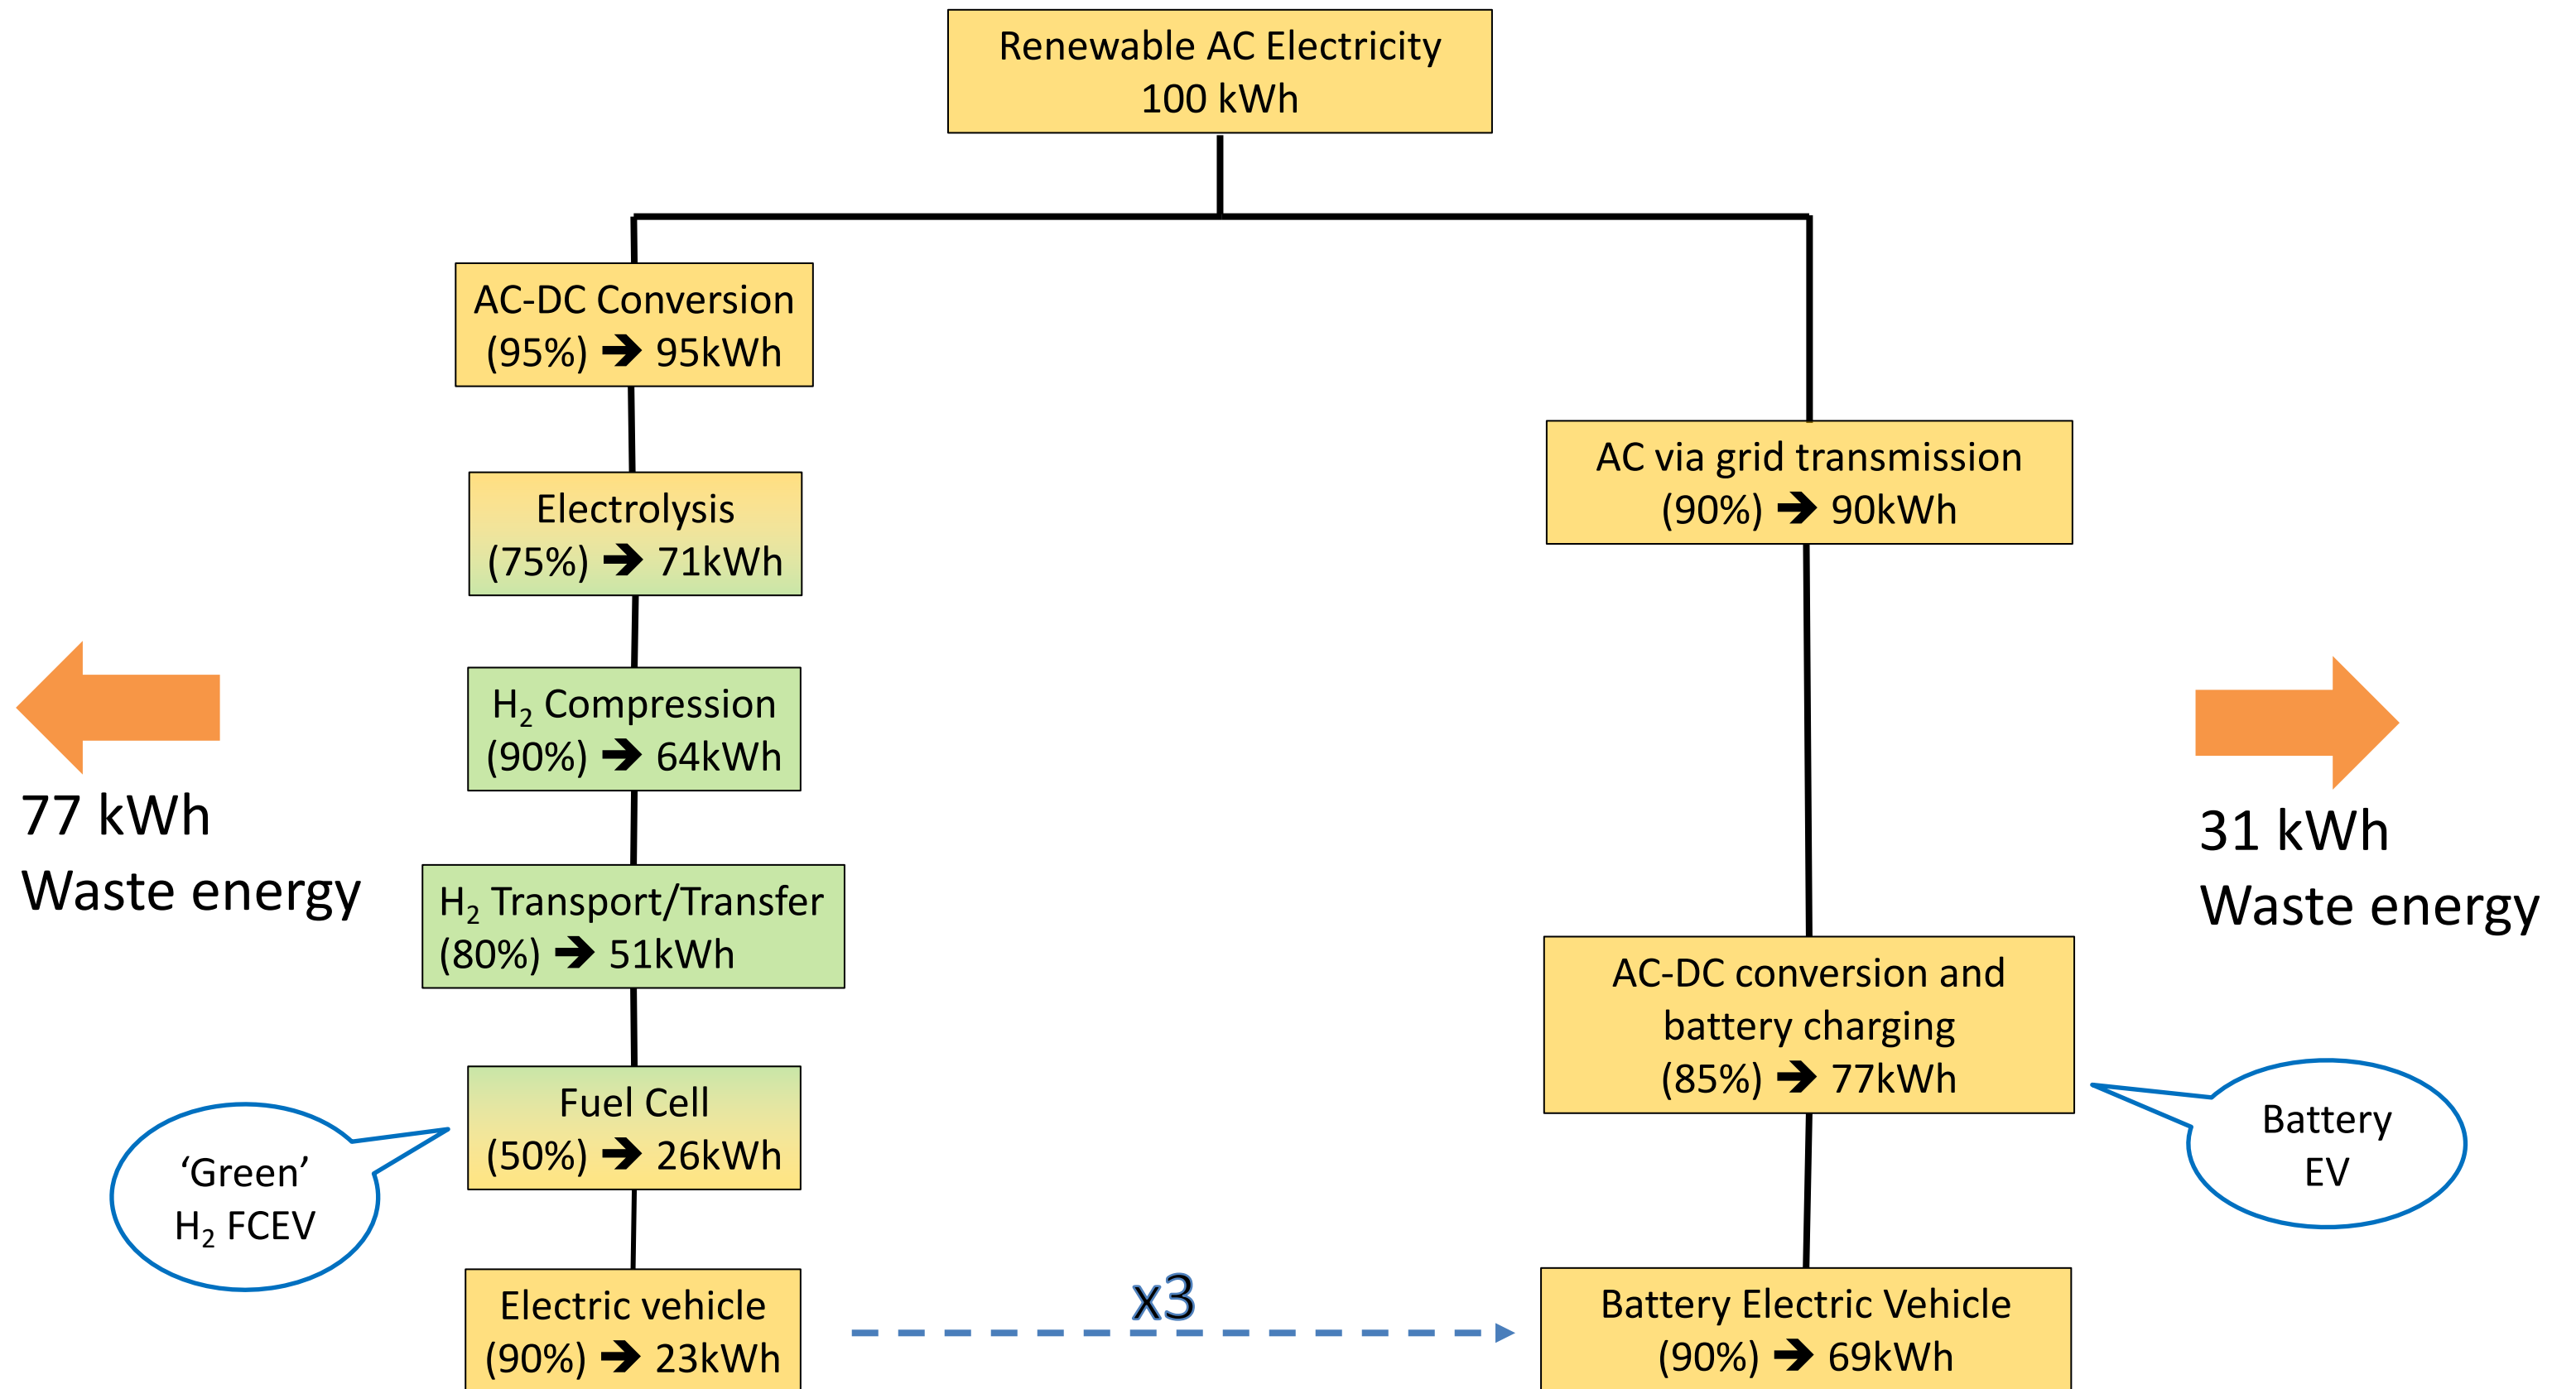 Renewable AC Electricity
100 kWh
AC-DC Conversion
(95%) 🡲 95kWh
Electrolysis
(75%) 🡲 71kWh
H₂ Compression
(90%) 🡲 64kWh
H₂ Transport/Transfer
(80%) 🡲 51kWh
Fuel Cell
(50%) 🡲 26kWh
Electric vehicle
(90%) 🡲 23kWh
77 kWh
Waste energy
‘Green’
H₂ FCEV
x3
AC via grid transmission
(90%) 🡲 90kWh
AC-DC conversion and
battery charging
(85%) 🡲 77kWh
Battery Electric Vehicle
(90%) 🡲 69kWh
31 kWh
Waste energy
Battery
EV